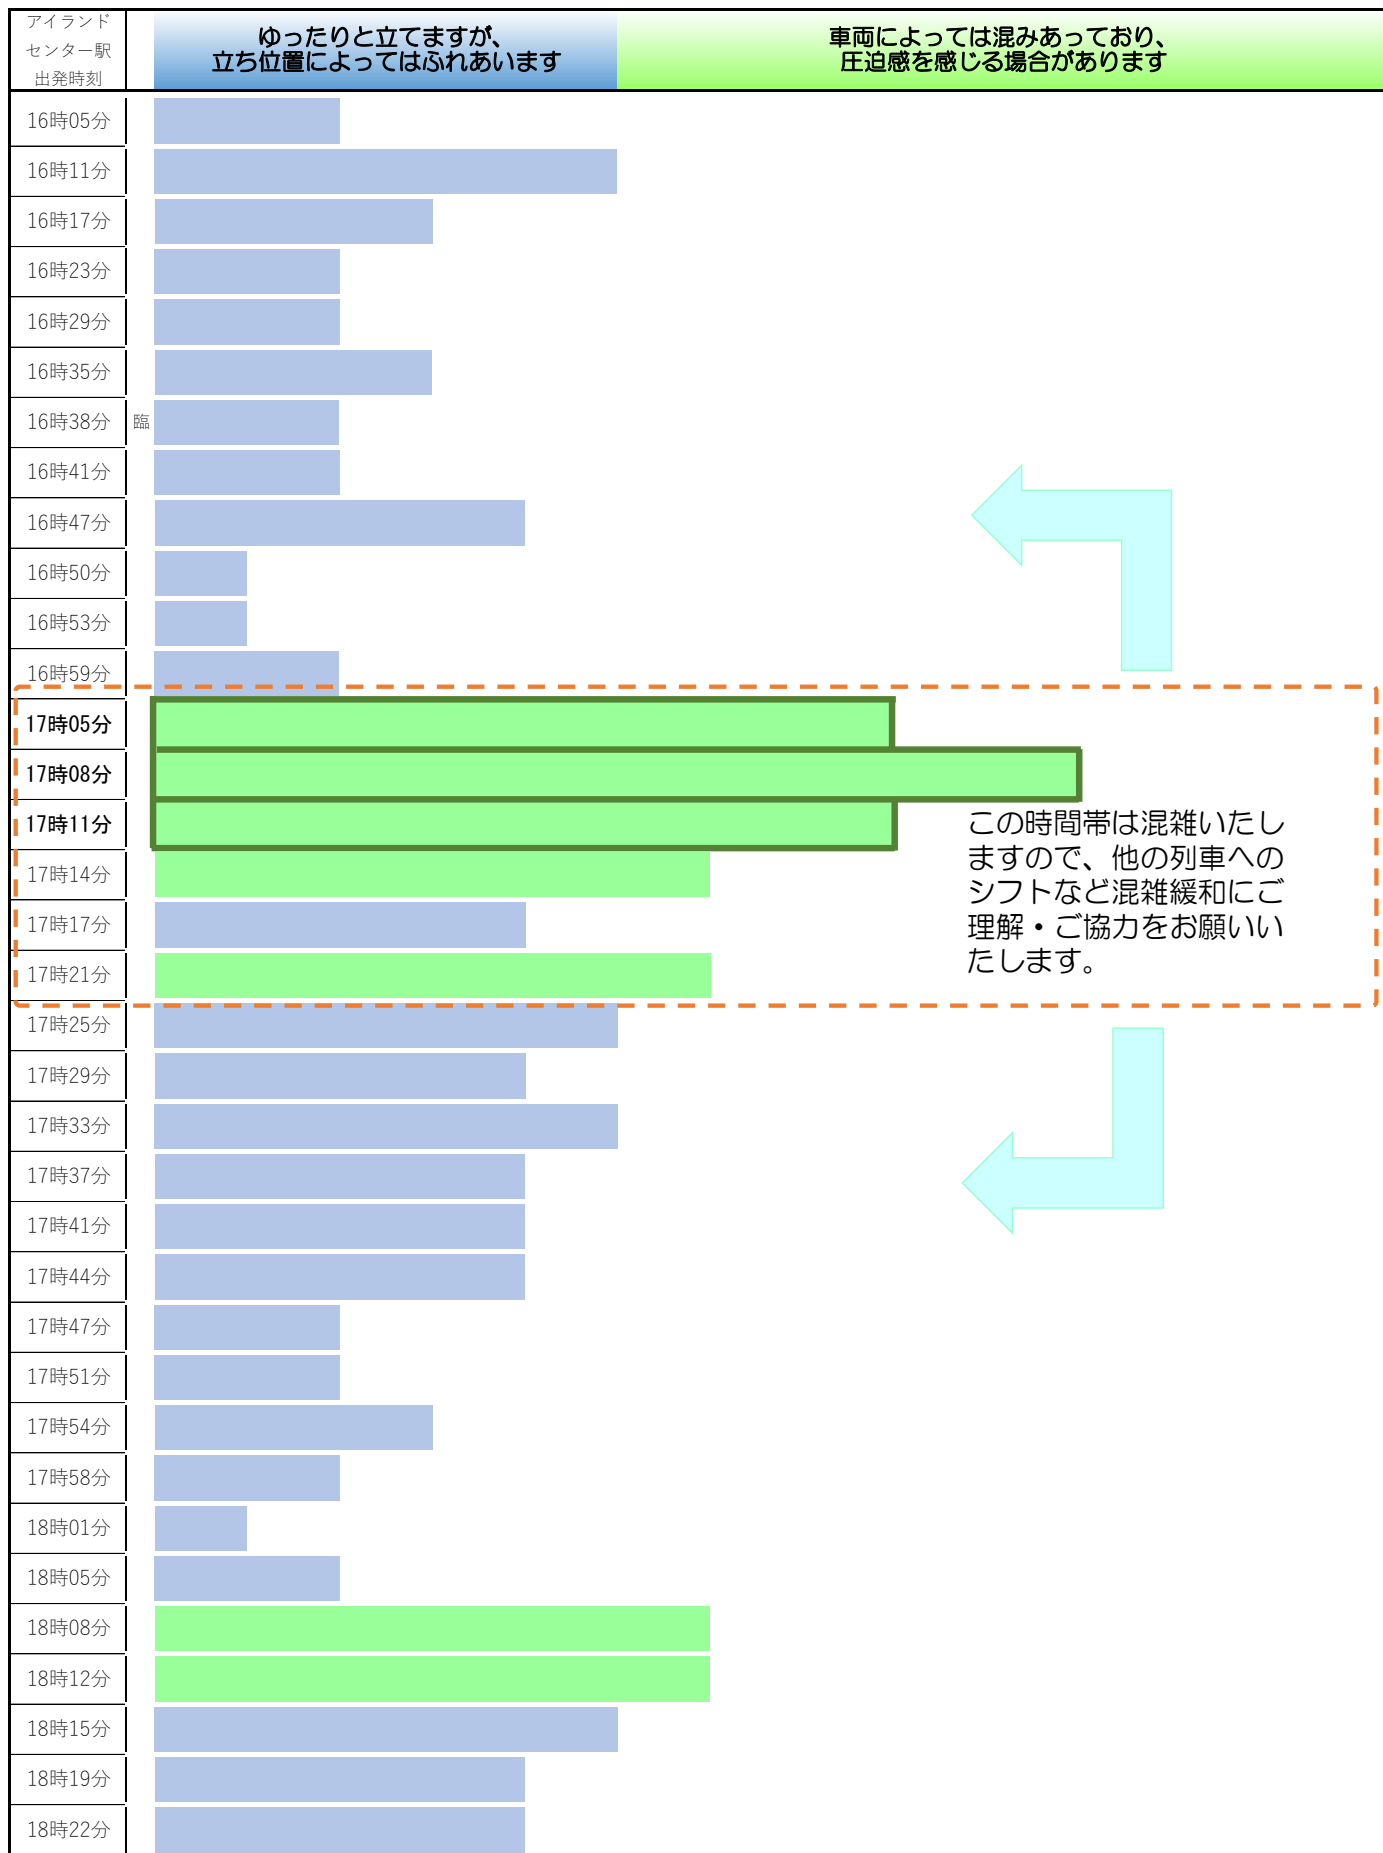 アイランド
センター駅
出発時刻
ゆったりと立てますが、
立ち位置によってはふれあいます
車両によっては混みあっており、
圧迫感を感じる場合があります
16時05分
16時11分
16時17分
16時23分
16時29分
16時35分
16時38分 臨
16時41分
16時47分
16時50分
16時53分
16時59分
17時05分
17時08分
17時11分
17時14分
17時17分
17時21分
この時間帯は混雑いたし
ますので、他の列車への
シフトなど混雑緩和にご
理解・ご協力をお願いい
たします。
17時25分
17時29分
17時33分
17時37分
17時41分
17時44分
17時47分
17時51分
17時54分
17時58分
18時01分
18時05分
18時08分
18時12分
18時15分
18時19分
18時22分